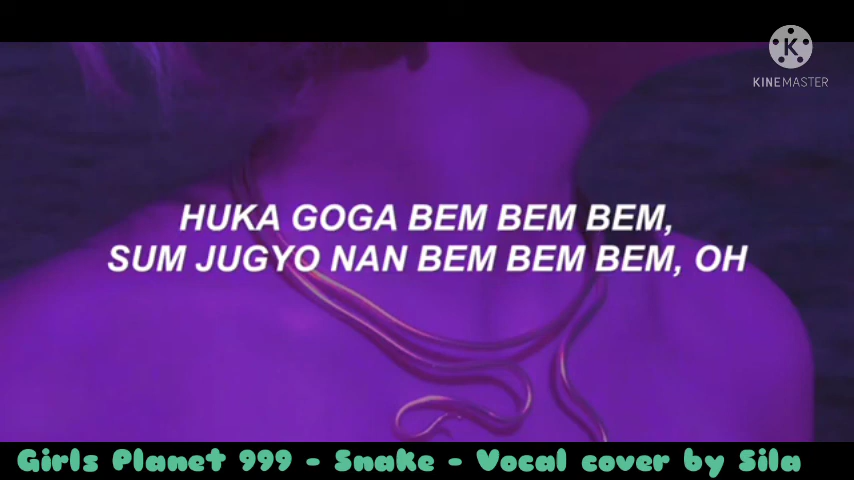 K
KINEMASTER
HUKA GOGA BEM BEM BEM,
SUM JUGYO NAN BEM BEM BEM, OH
Girls Planet 999 - Snake - Vocal cover by Sila